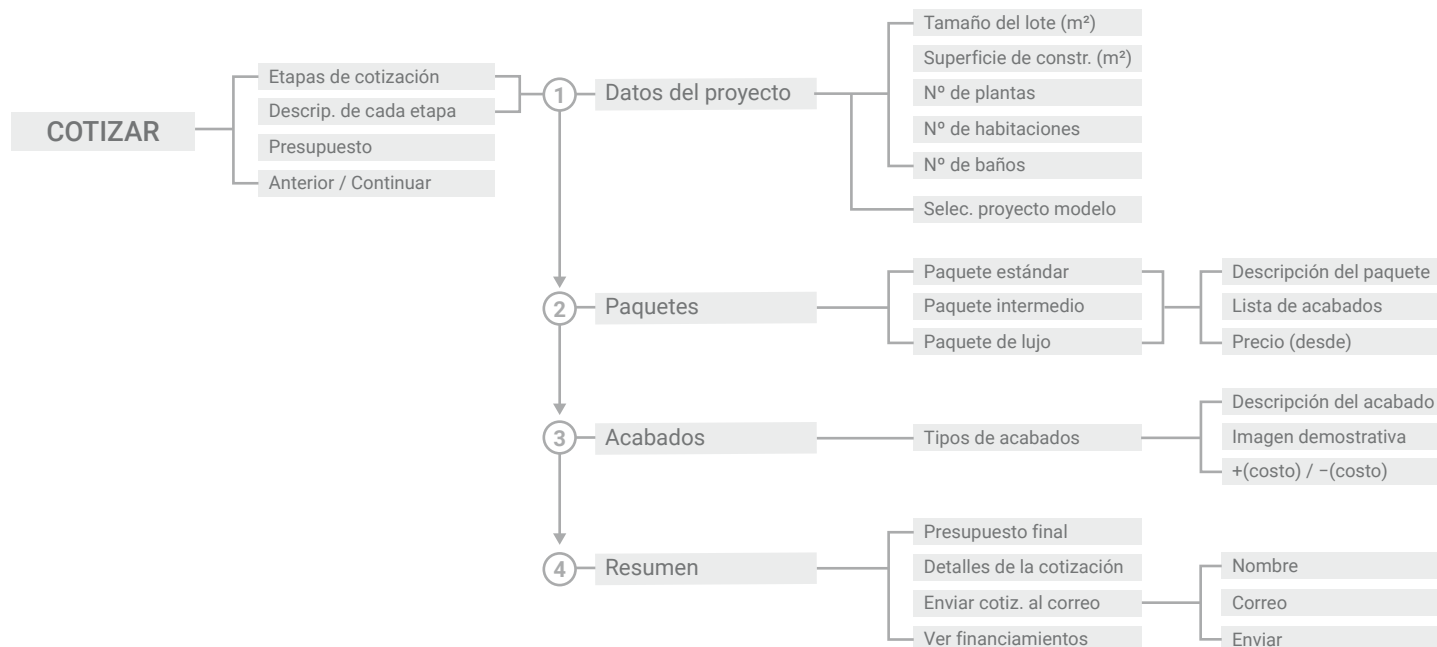 COTIZAR
Etapas de cotización
Descrip. de cada etapa
Presupuesto
Anterior / Continuar
1
Datos del proyecto
Tamaño del lote (m²)
Superficie de constr. (m²)
Nº de plantas
Nº de habitaciones
Nº de baños
Selec. proyecto modelo
2
Paquetes
Paquete estándar
Paquete intermedio
Paquete de lujo
Descripción del paquete
Lista de acabados
Precio (desde)
3
Acabados
Tipos de acabados
Descripción del acabado
Imagen demostrativa
+(costo) / −(costo)
4
Resumen
Presupuesto final
Detalles de la cotización
Enviar cotiz. al correo
Ver financiamientos
Nombre
Correo
Enviar